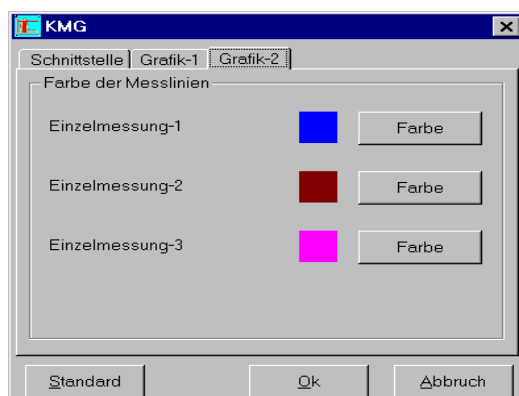 KMG
Schnittstelle Grafik-1 Grafik-2
Farbe der Messlinien
Einzelmessung-1 Farbe
Einzelmessung-2 Farbe
Einzelmessung-3 Farbe
Standard Ok Abbruch